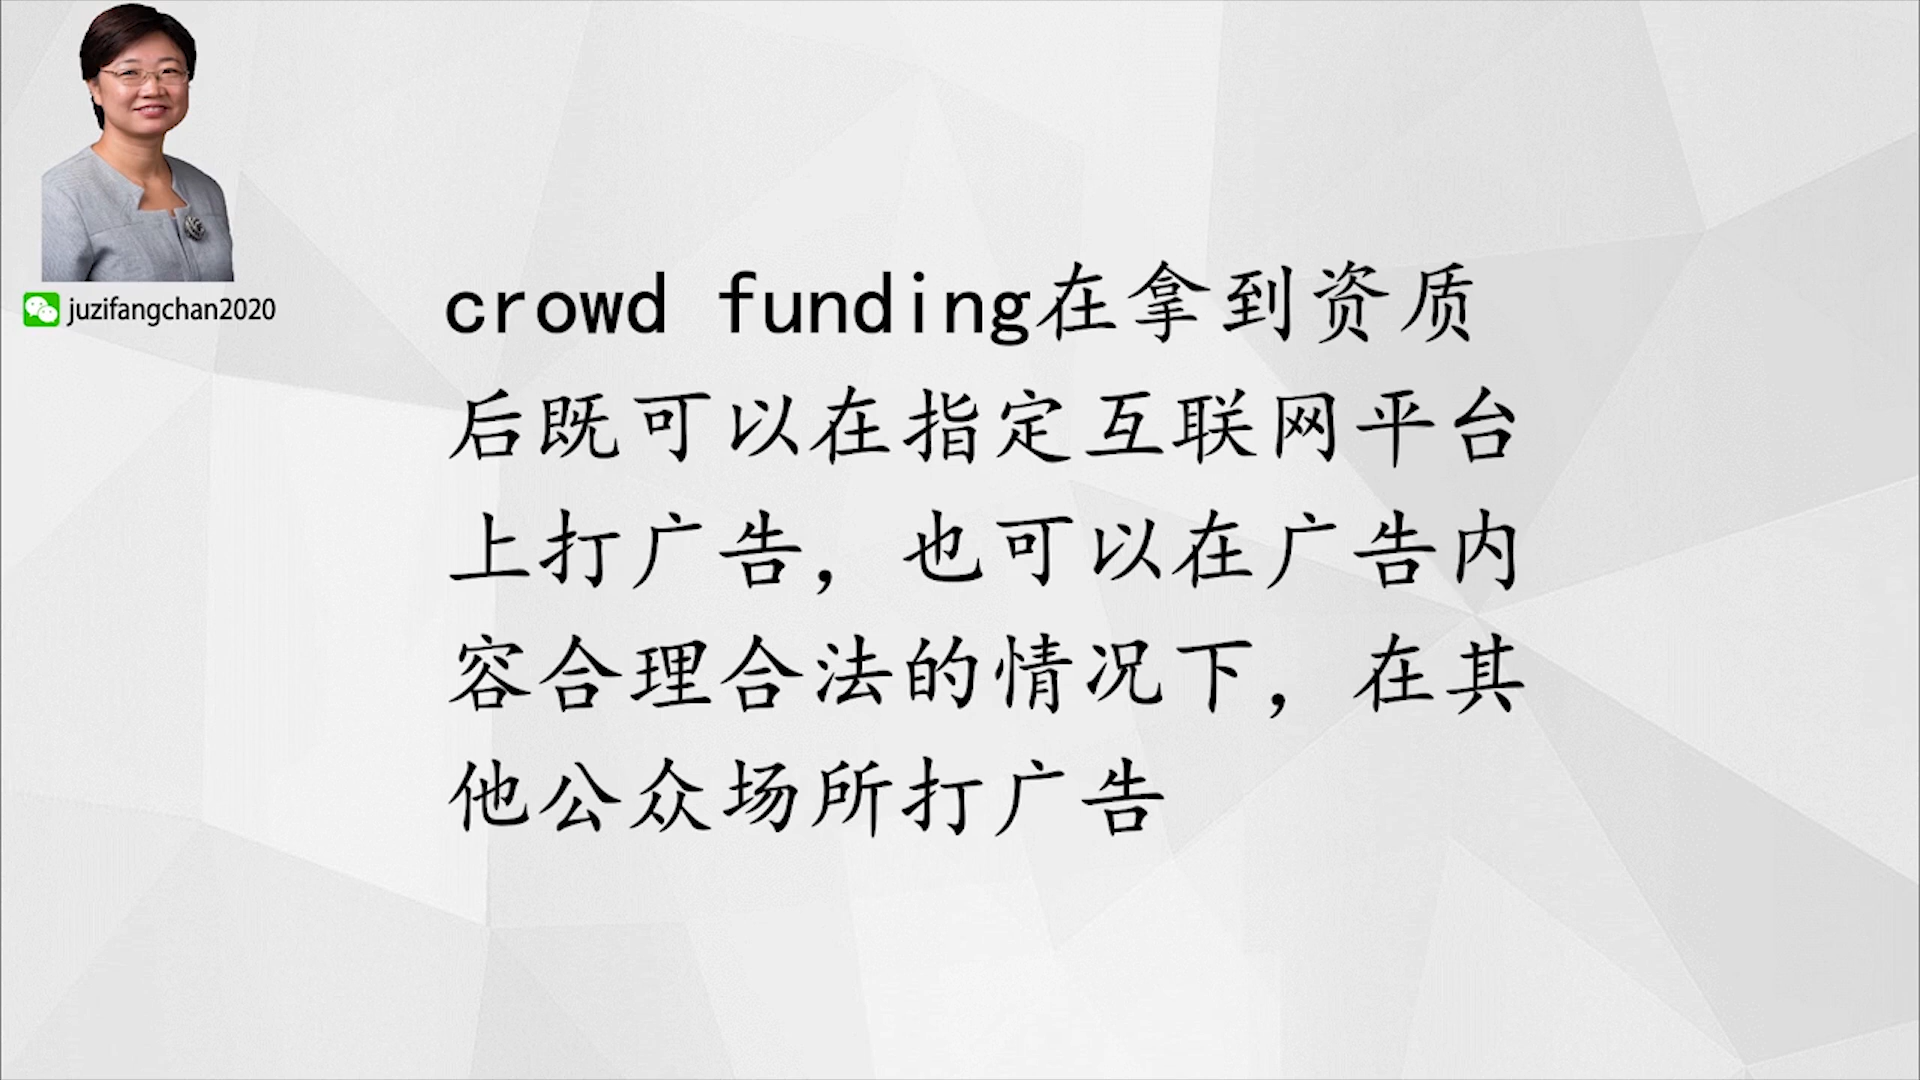 juzifangchan2020
crowd funding在拿到资质
后既可以在指定互联网平台
上打广告，也可以在广告内
容合理合法的情况下，在其
他公众场所打广告